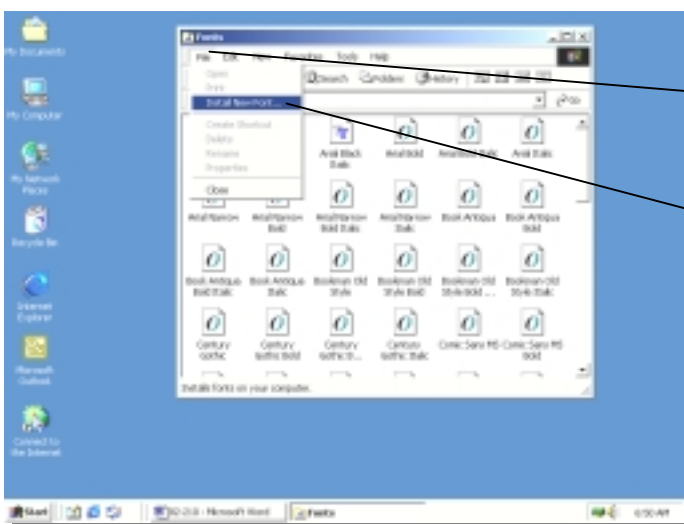 My Documents
My Computer
My Network
Places
Recycle Bin
Internet
Explorer
Microsoft
Outlook
Connect to
the Internet
Fonts
File Edit View Favorites Tools Help
Search Folders History
Go
Open
Print
Install New Font...
Create Shortcut
Delete
Rename
Properties
Close
Arial Black
Italic
Arial Bold
Arial Bold Italic
Arial Italic
Arial Narrow
Arial Narrow
Bold
Arial Narrow
Bold Italic
Arial Narrow
Italic
Book Antiqua
Book Antiqua
Bold
Book Antiqua
Bold Italic
Book Antiqua
Italic
Bookman Old
Style
Bookman Old
Style Bold
Bookman Old
Style Bold ...
Bookman Old
Style Italic
Century
Gothic
Century
Gothic Bold
Century
Gothic B...
Century
Gothic Italic
Comic Sans MS
Comic Sans MS
Bold
Installs fonts on your computer.
Start
Microsoft Word
Fonts
6:50 AM